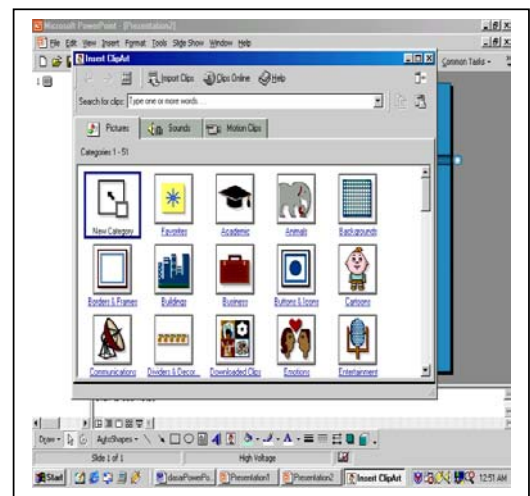 Microsoft PowerPoint - [Presentation2]
File Edit View Insert Format Tools Slide Show Window Help
Common Tasks
Insert ClipArt
Import Clips Clips Online Help
Search for clips: Type one or more words...
Pictures Sounds Motion Clips
Categories 1 - 51
New Category Favorites Academic Animals Backgrounds
Borders & Frames Buildings Business Buttons & Icons Cartoons
Communications Dividers & Decor... Downloaded Clips Emotions Entertainment
Draw AutoShapes
Slide 1 of 1 High Voltage
Start dasarPowerPo... Presentation1 Presentation2 Insert ClipArt 12:51 AM